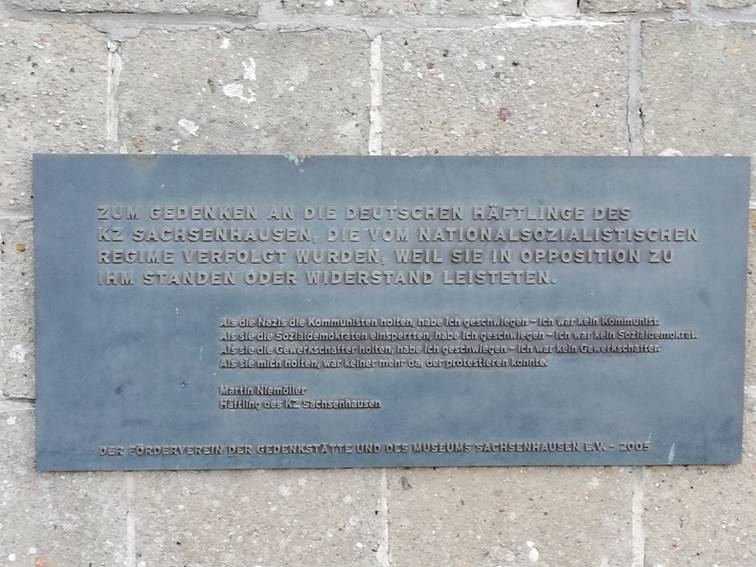 ZUM GEDENKEN AN DIE DEUTSCHEN HÄFTLINGE DES
KZ SACHSENHAUSEN, DIE VOM NATIONALSOZIALISTISCHEN
REGIME VERFOLGT WURDEN, WEIL SIE IN OPPOSITION ZU
IHM STANDEN ODER WIDERSTAND LEISTETEN.
Als die Nazis die Kommunisten holten, habe ich geschwiegen – ich war kein Kommunist.
Als sie die Sozialdemokraten einsperrten, habe ich geschwiegen – ich war kein Sozialdemokrat.
Als sie die Gewerkschafter holten, habe ich geschwiegen – ich war kein Gewerkschafter.
Als sie mich holten, war keiner mehr da, der protestieren konnte.
Martin Niemöller
Häftling des KZ Sachsenhausen
DER FÖRDERVEREIN DER GEDENKSTÄTTE UND DES MUSEUMS SACHSENHAUSEN E.V. – 2005